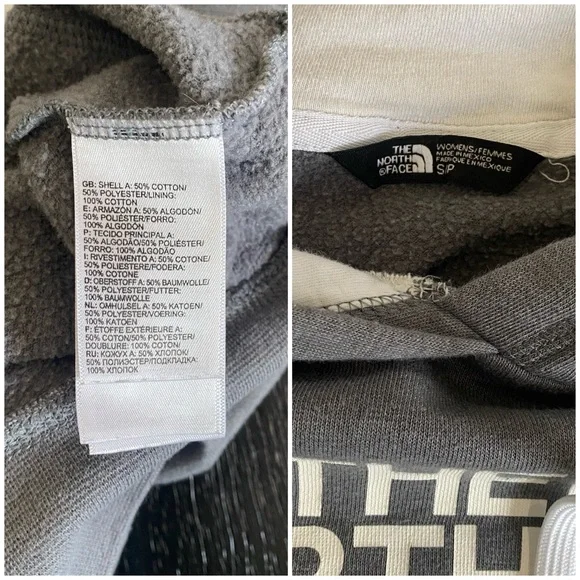 GB: SHELL A: 50% COTTON/
50% POLYESTER/LINING:
100% COTTON
E: ARMAZÓN A: 50% ALGODÓN/
50% POLIÉSTER/FORRO:
100% ALGODÓN
P: TECIDO PRINCIPAL A:
50% ALGODÃO/50% POLIÉSTER/
FORRO: 100% ALGODÃO
I: RIVESTIMENTO A: 50% COTONE/
50% POLIESTERE/FODERA:
100% COTONE
D: OBERSTOFF A: 50% BAUMWOLLE/
50% POLYESTER/FUTTER:
100% BAUMWOLLE
NL: OMHULSEL A: 50% KATOEN/
50% POLYESTER/VOERING:
100% KATOEN
F: ÉTOFFE EXTÉRIEURE A:
50% COTON/50% POLYESTER/
DOUBLURE: 100% COTON/
RU: КОЖУХ А: 50% ХЛОПОК/
50% ПОЛИЭСТЕР/ПОДКЛАДКА:
100% ХЛОПОК
THE
NORTH
FACE
WOMENS/FEMMES
MADE IN MEXICO
FABRIQUÉ EN MEXIQUE
S/P
THE